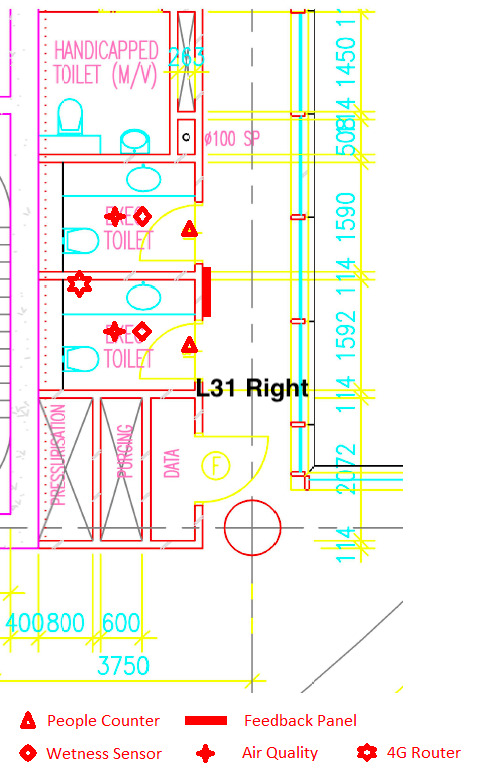 HANDICAPPED
TOILET (M/V)
263
1450
114
508
ø100 SP
EXEC
TOILET
1590
114
EXEC
TOILET
1592
L31 Right
114
PRESSURISATION
PURGING
DATA
F
2072
114
400 800 600
3750
People Counter Feedback Panel
Wetness Sensor Air Quality 4G Router